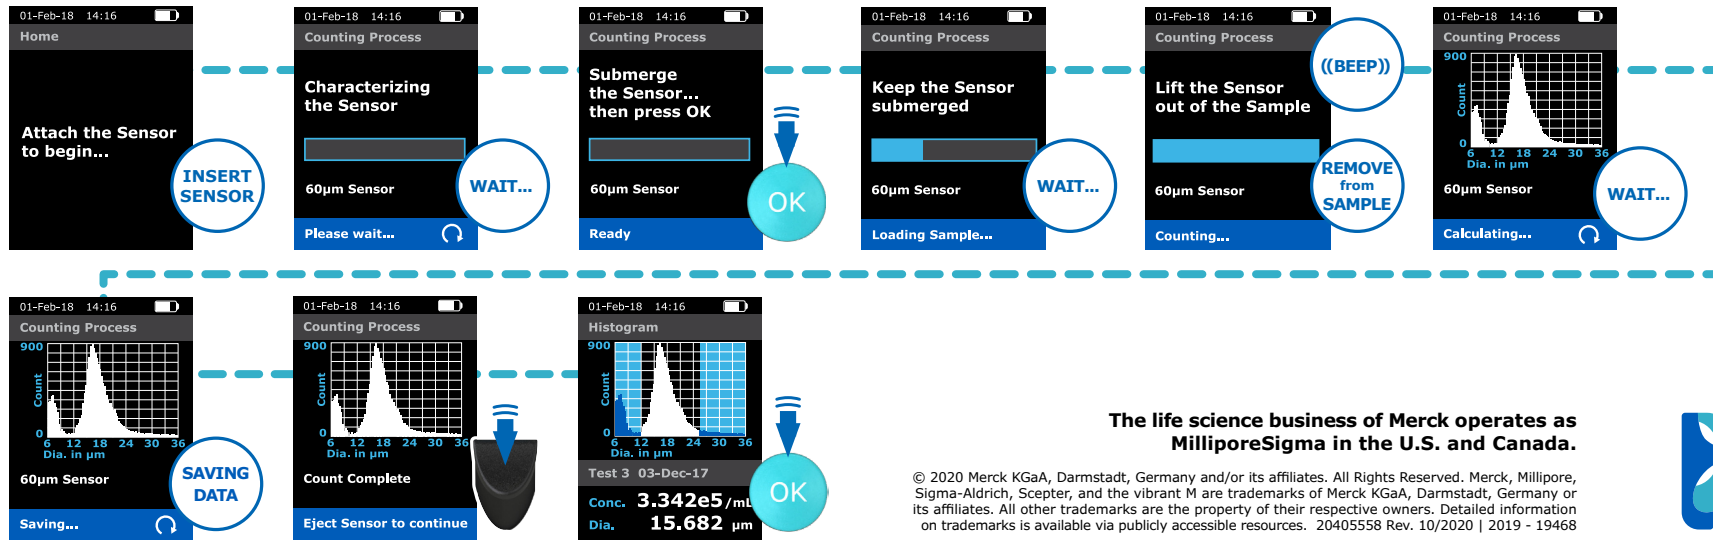 01-Feb-18 14:16
Home
Attach the Sensor
to begin...
INSERT
SENSOR
01-Feb-18 14:16
Counting Process
Characterizing
the Sensor
60µm Sensor
WAIT...
Please wait...
01-Feb-18 14:16
Counting Process
Submerge
the Sensor...
then press OK
60µm Sensor
OK
Ready
01-Feb-18 14:16
Counting Process
Keep the Sensor
submerged
60µm Sensor
WAIT...
Loading Sample...
01-Feb-18 14:16
Counting Process
((BEEP))
Lift the Sensor
out of the Sample
60µm Sensor
REMOVE
from
SAMPLE
Counting...
01-Feb-18 14:16
Counting Process
900
Count
0
6 12 18 24 30 36
Dia. in µm
60µm Sensor
WAIT...
Calculating...
01-Feb-18 14:16
Counting Process
900
Count
0
6 12 18 24 30 36
Dia. in µm
60µm Sensor
SAVING
DATA
Saving...
01-Feb-18 14:16
Counting Process
900
Count
0
6 12 18 24 30 36
Dia. in µm
Count Complete
Eject Sensor to continue
01-Feb-18 14:16
Histogram
900
Count
0
6 12 18 24 30 36
Dia. in µm
Test 3 03-Dec-17
Conc. 3.342e5 /mL
Dia. 15.682 µm
OK
The life science business of Merck operates as
MilliporeSigma in the U.S. and Canada.
© 2020 Merck KGaA, Darmstadt, Germany and/or its affiliates. All Rights Reserved. Merck, Millipore,
Sigma-Aldrich, Scepter, and the vibrant M are trademarks of Merck KGaA, Darmstadt, Germany or
its affiliates. All other trademarks are the property of their respective owners. Detailed information
on trademarks is available via publicly accessible resources. 20405558 Rev. 10/2020 | 2019 - 19468